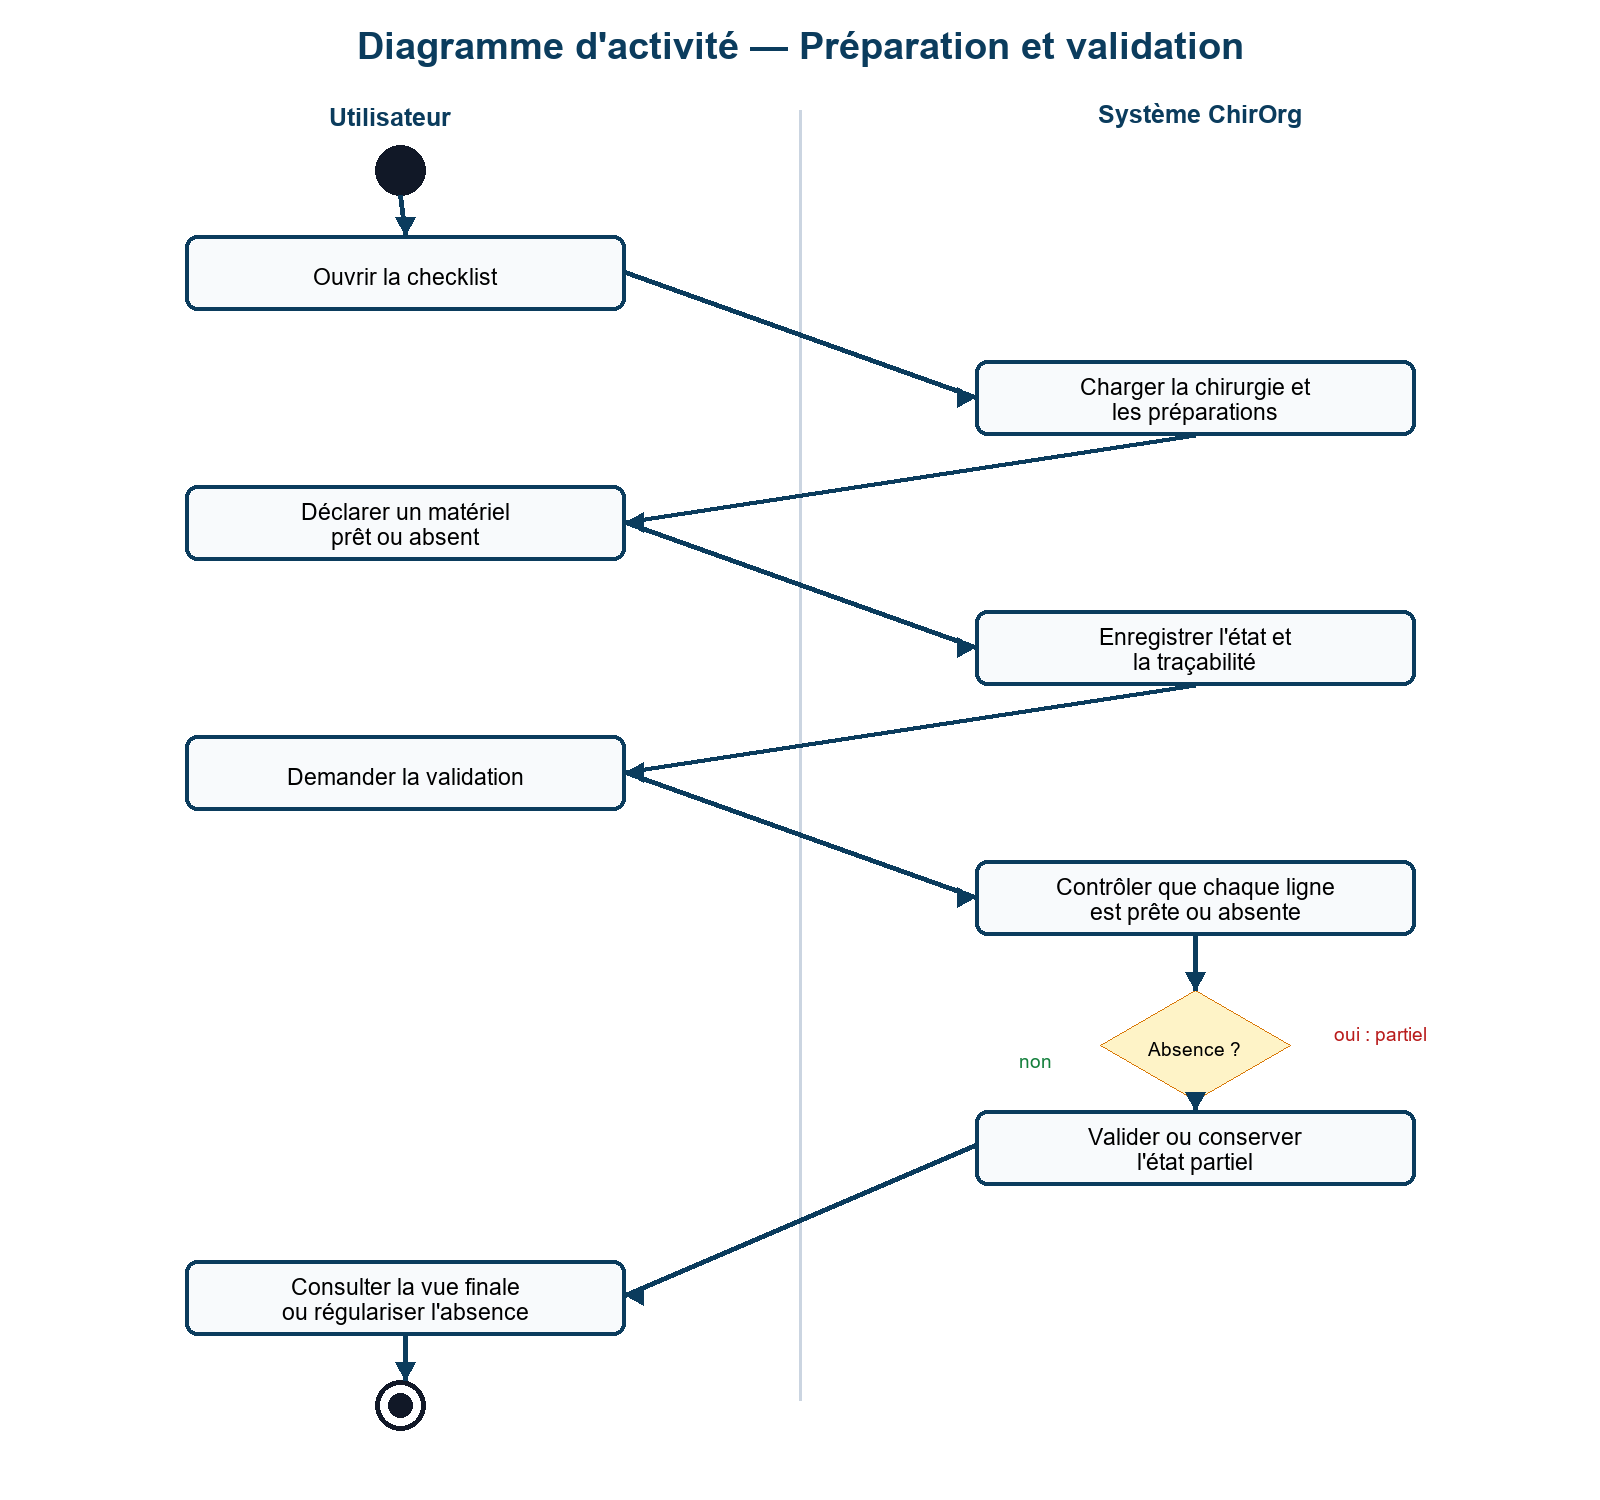 Diagramme d'activité — Préparation et validation
Utilisateur
Système ChirOrg
Ouvrir la checklist
Charger la chirurgie et
les préparations
Déclarer un matériel
prêt ou absent
Enregistrer l'état et
la traçabilité
Demander la validation
Contrôler que chaque ligne
est prête ou absente
Absence ?
oui : partiel
non
Valider ou conserver
l'état partiel
Consulter la vue finale
ou régulariser l'absence